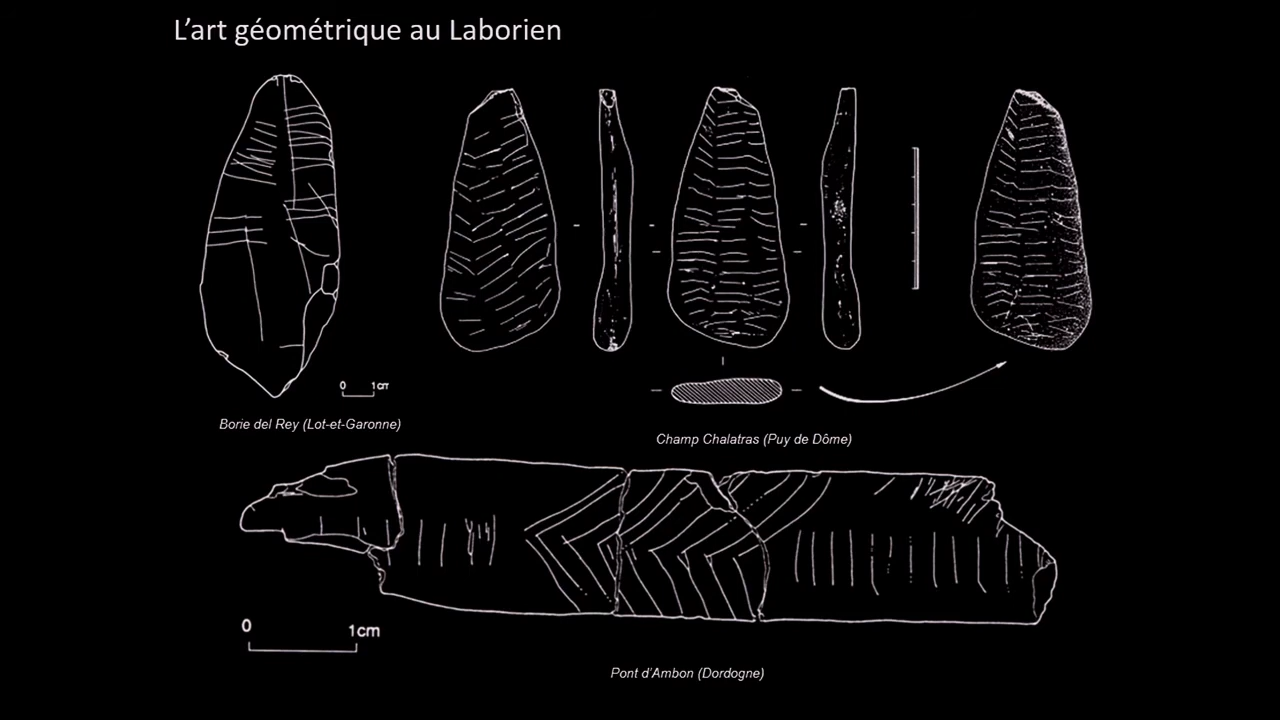 L’art géométrique au Laborien
0 1cm
Borie del Rey (Lot-et-Garonne)
Champ Chalatras (Puy de Dôme)
0 1cm
Pont d’Ambon (Dordogne)